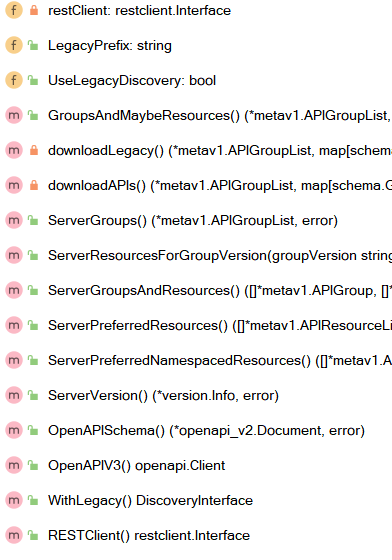 f restClient: restclient.Interface
f LegacyPrefix: string
f UseLegacyDiscovery: bool
m GroupsAndMaybeResources() (*metav1.APIGroupList,
m downloadLegacy() (*metav1.APIGroupList, map[schema
m downloadAPIs() (*metav1.APIGroupList, map[schema.G
m ServerGroups() (*metav1.APIGroupList, error)
m ServerResourcesForGroupVersion(groupVersion string
m ServerGroupsAndResources() ([]*metav1.APIGroup, []*
m ServerPreferredResources() ([]*metav1.APIResourceLi
m ServerPreferredNamespacedResources() ([]*metav1.A
m ServerVersion() (*version.Info, error)
m OpenAPISchema() (*openapi_v2.Document, error)
m OpenAPIV3() openapi.Client
m WithLegacy() DiscoveryInterface
m RESTClient() restclient.Interface